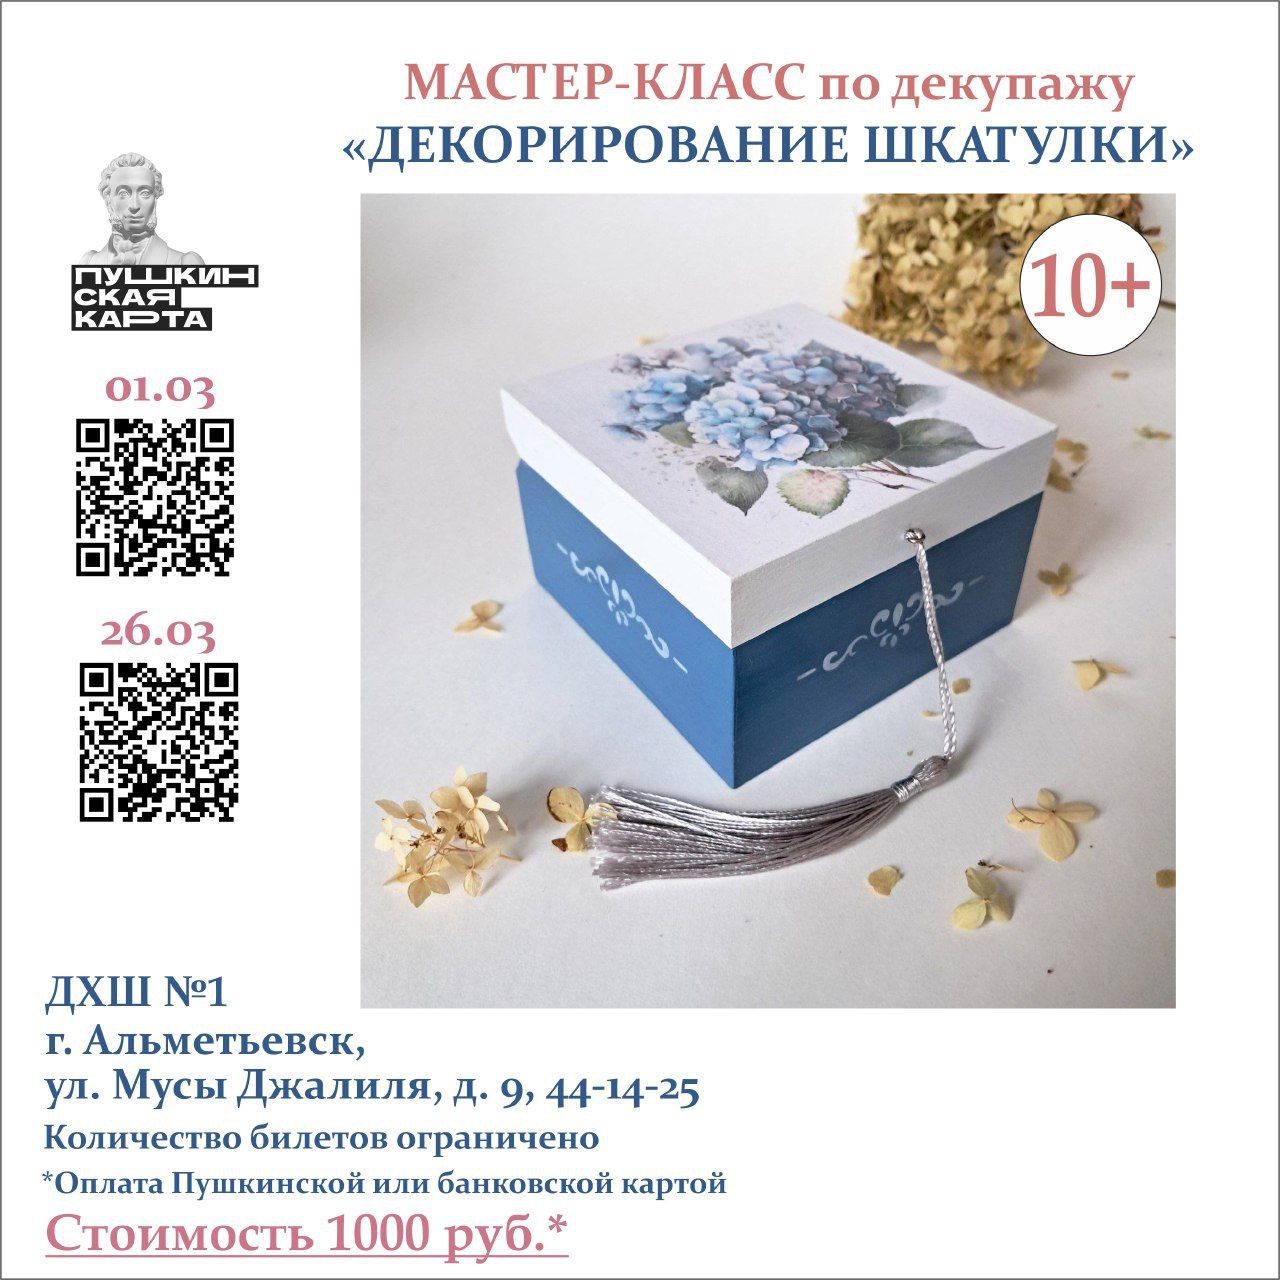 МАСТЕР-КЛАСС по декупажу
«ДЕКОРИРОВАНИЕ ШКАТУЛКИ»
10+
ПУШКИН
СКАЯ
КАРТА
01.03
26.03
ДХШ №1
г. Альметьевск,
ул. Мусы Джалиля, д. 9, 44-14-25
Количество билетов ограничено
*Оплата Пушкинской или банковской картой
Стоимость 1000 руб.*